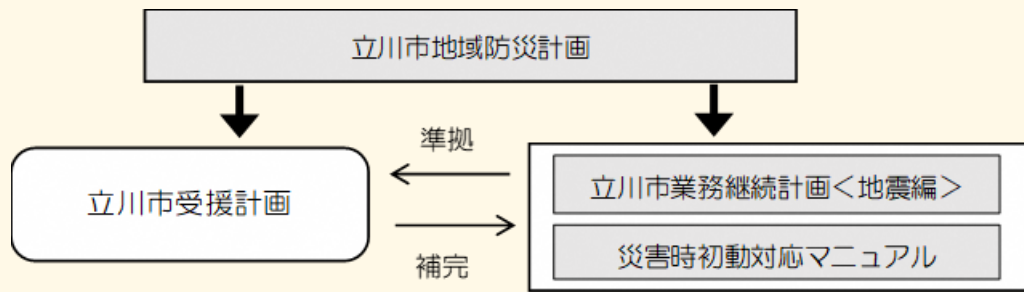 立川市地域防災計画
準拠
立川市受援計画
立川市業務継続計画＜地震編＞
災害時初動対応マニュアル
補完